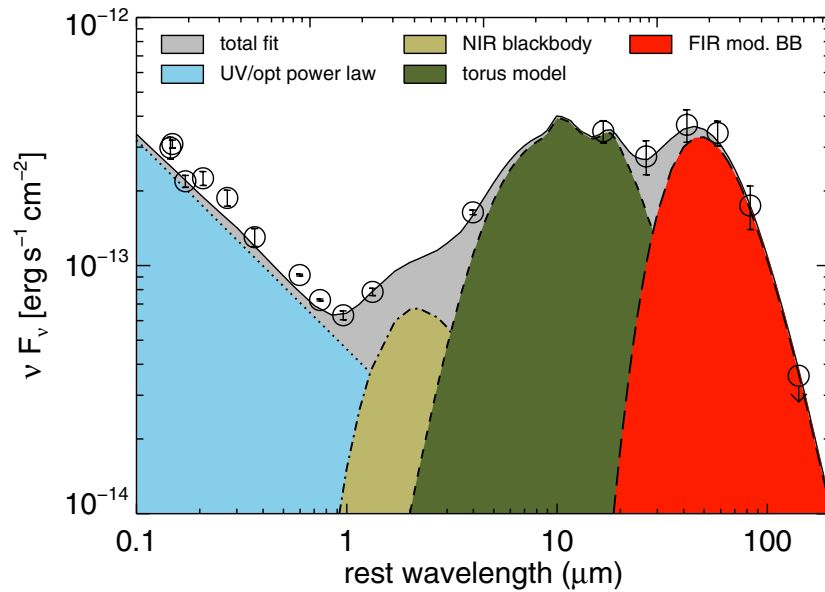 total fit
NIR blackbody
FIR mod. BB
UV/opt power law
torus model
10⁻¹²
10⁻¹³
10⁻¹⁴
ν Fν [erg s⁻¹ cm⁻²]
0.1
1
10
100
rest wavelength (μm)